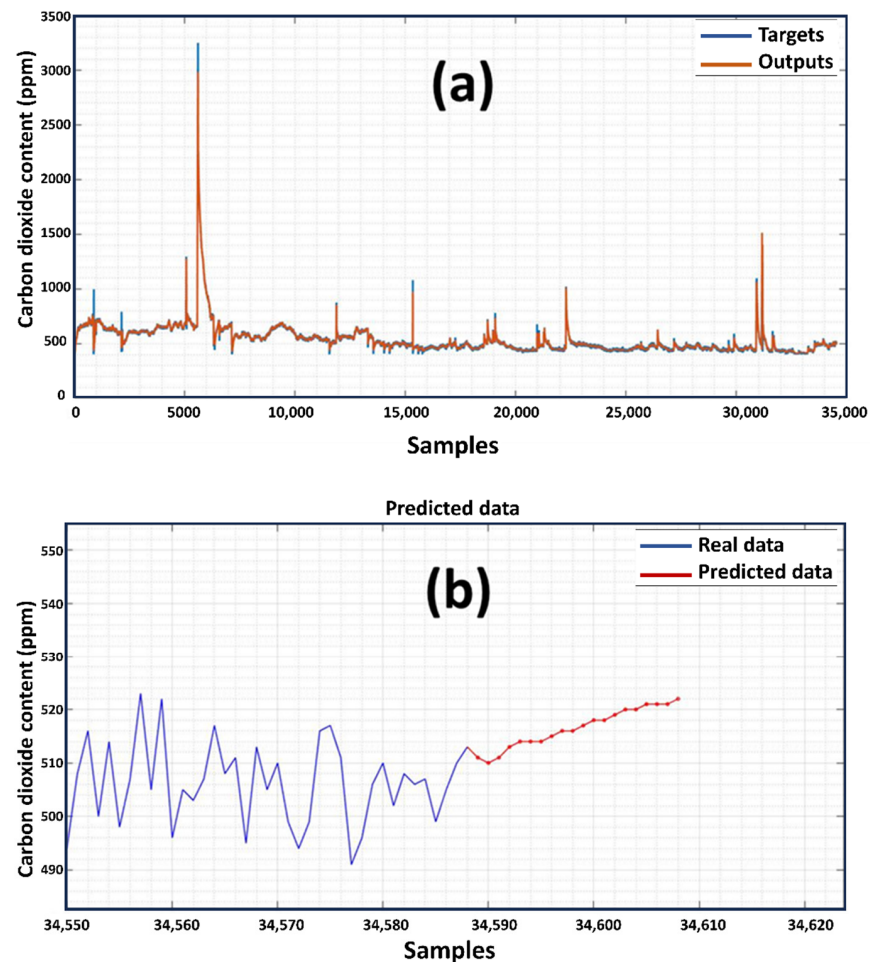 3500
3000
2500
2000
1500
1000
500
0
Carbon dioxide content (ppm)
(a)
Targets
Outputs
0 5000 10,000 15,000 20,000 25,000 30,000 35,000
Samples
Predicted data
550
540
530
520
510
500
490
Carbon dioxide content (ppm)
(b)
Real data
Predicted data
34,550 34,560 34,570 34,580 34,590 34,600 34,610 34,620
Samples